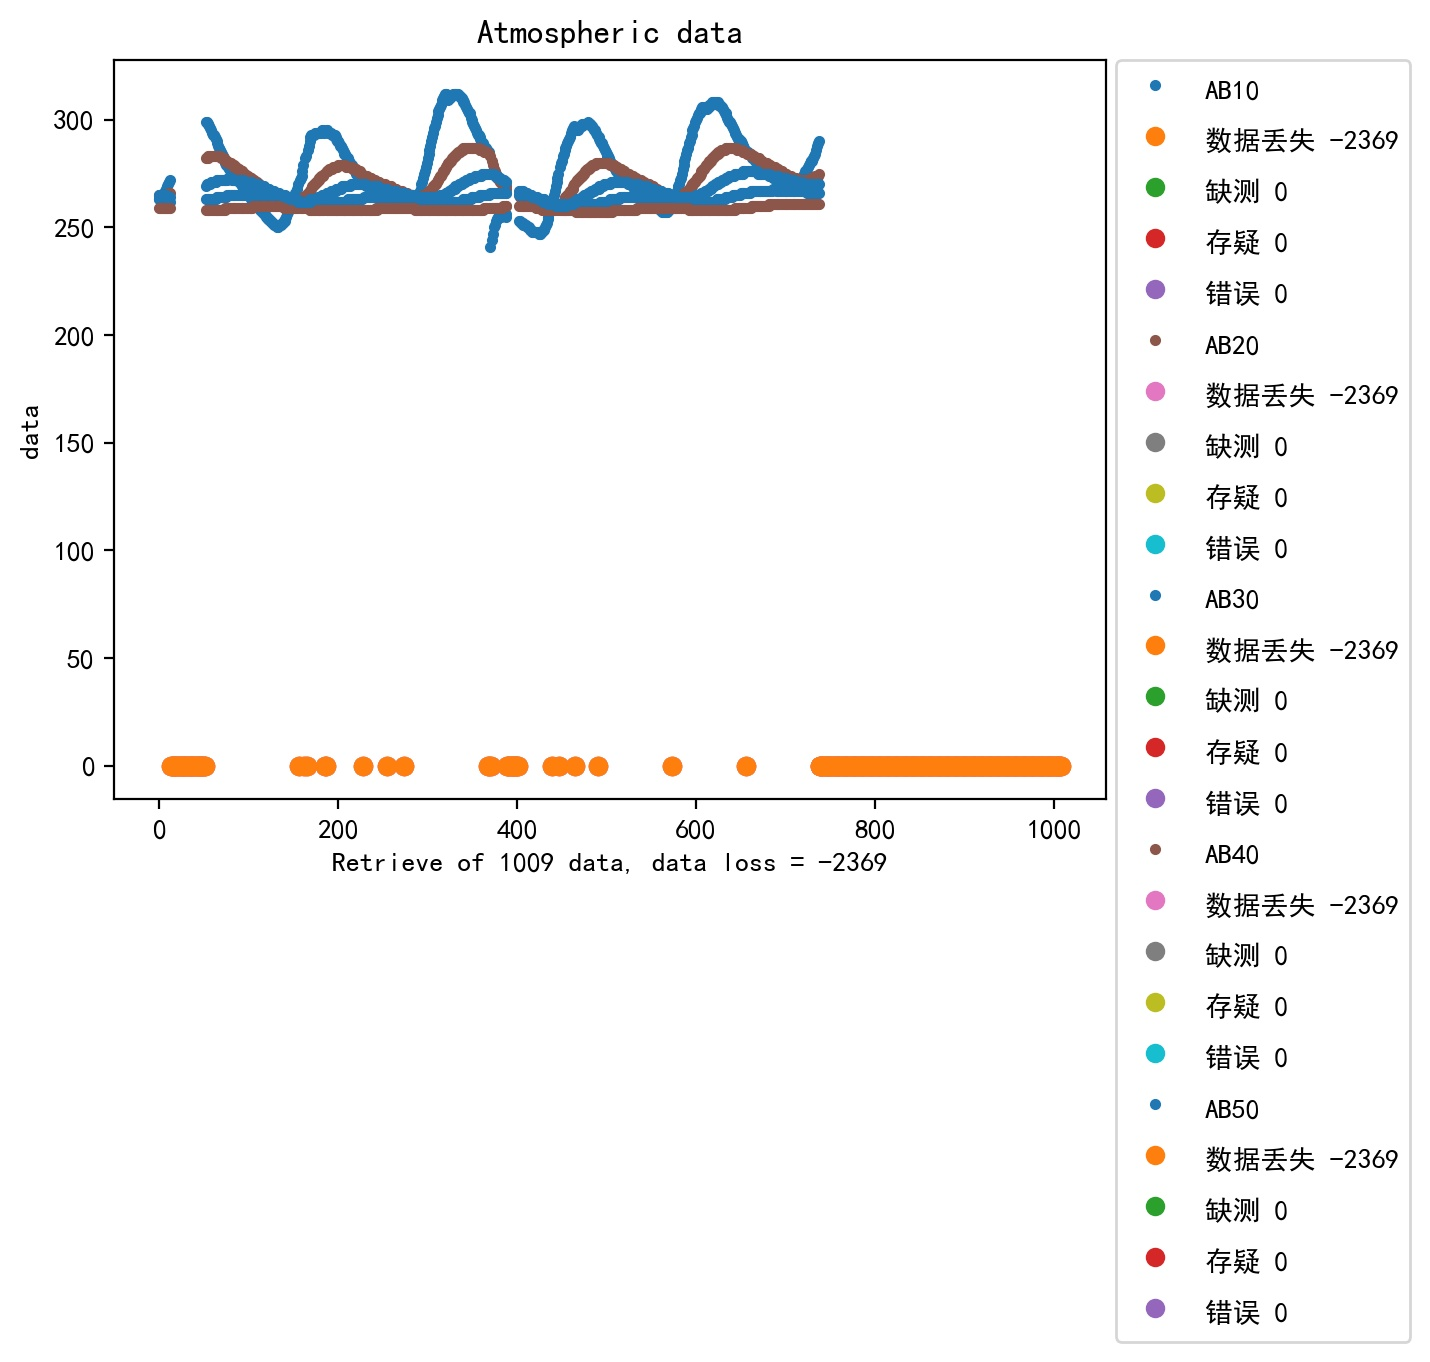 Atmospheric data
data
300
250
200
150
100
50
0
0 200 400 600 800 1000
Retrieve of 1009 data, data loss = -2369
AB10
数据丢失 -2369
缺测 0
存疑 0
错误 0
AB20
数据丢失 -2369
缺测 0
存疑 0
错误 0
AB30
数据丢失 -2369
缺测 0
存疑 0
错误 0
AB40
数据丢失 -2369
缺测 0
存疑 0
错误 0
AB50
数据丢失 -2369
缺测 0
存疑 0
错误 0